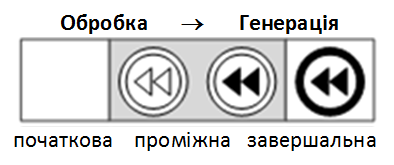 Обробка → Генерація
початкова проміжна завершальна